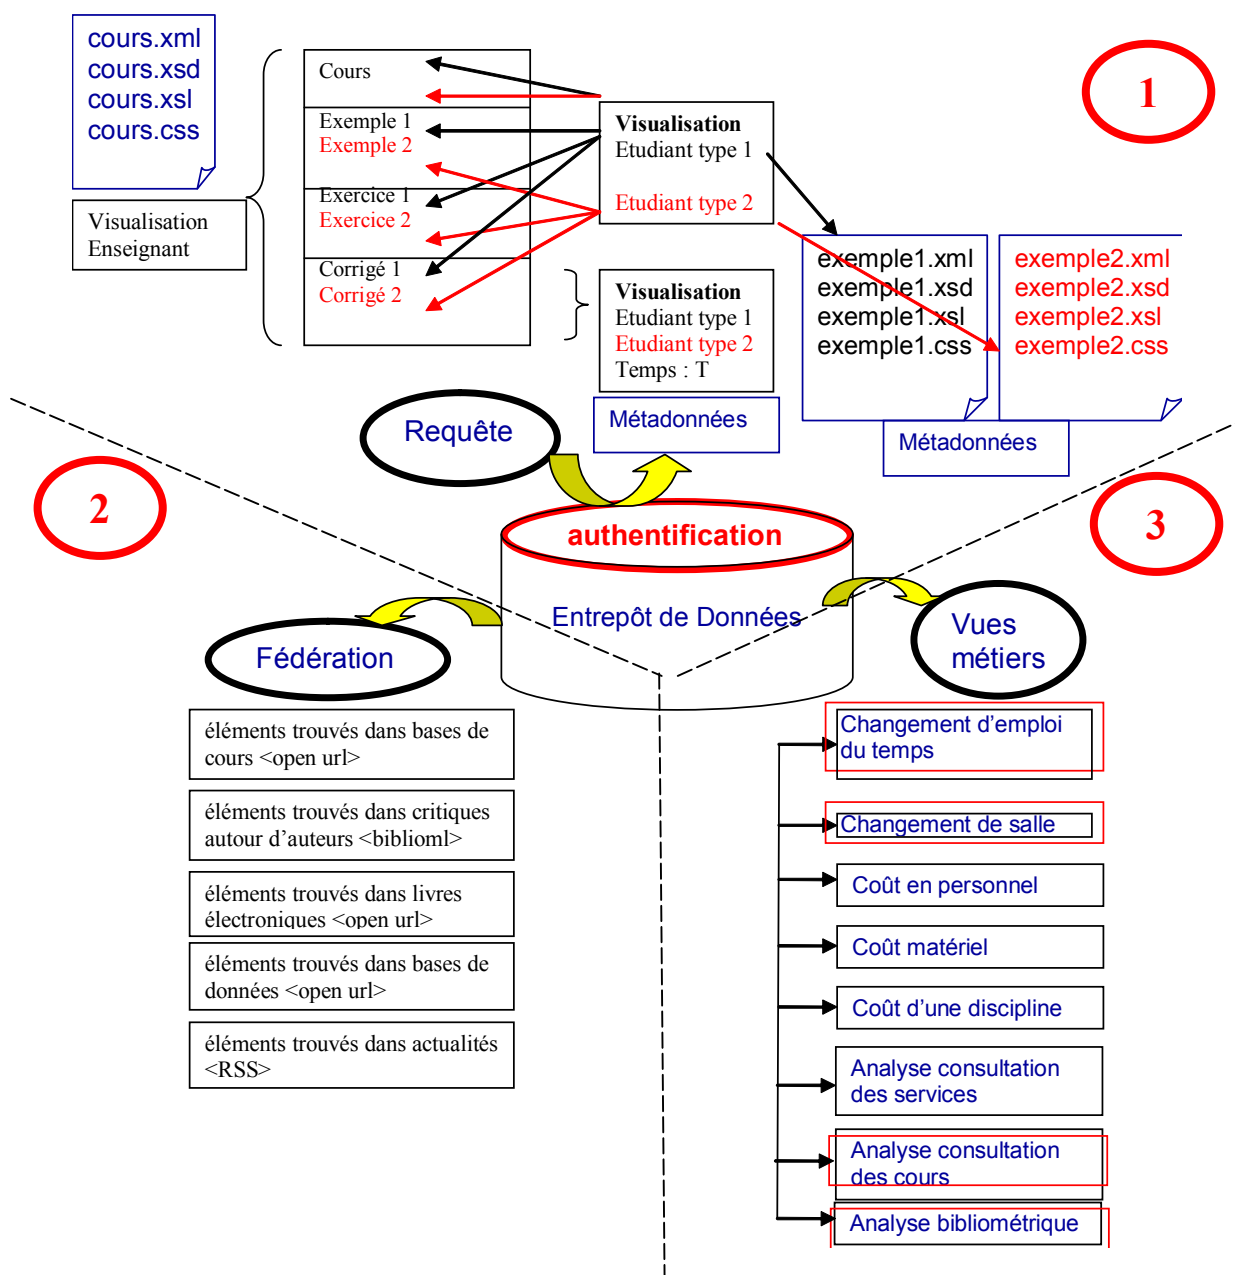 cours.xml
cours.xsd
cours.xsl
cours.css
Visualisation
Enseignant
Cours
Exemple 1
Exemple 2
Exercice 1
Exercice 2
Corrigé 1
Corrigé 2
Visualisation
Etudiant type 1
Etudiant type 2
Visualisation
Etudiant type 1
Etudiant type 2
Temps : T
Métadonnées
1
exemple1.xml
exemple1.xsd
exemple1.xsl
exemple1.css
exemple2.xml
exemple2.xsd
exemple2.xsl
exemple2.css
Métadonnées
Requête
authentification
Entrepôt de Données
2
Fédération
éléments trouvés dans bases de
cours <open url>
éléments trouvés dans critiques
autour d'auteurs <biblioml>
éléments trouvés dans livres
électroniques <open url>
éléments trouvés dans bases de
données <open url>
éléments trouvés dans actualités
<RSS>
3
Vues
métiers
Changement d'emploi
du temps
Changement de salle
Coût en personnel
Coût matériel
Coût d'une discipline
Analyse consultation
des services
Analyse consultation
des cours
Analyse bibliométrique